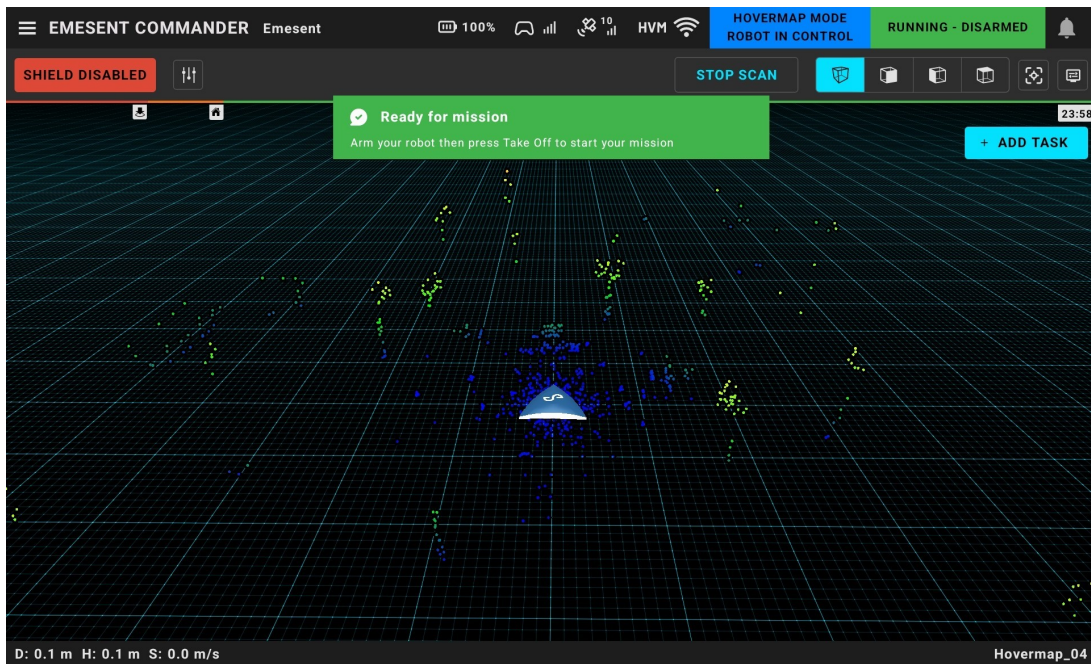 EMESENT COMMANDER Emesent
100%
10
HVM
HOVERMAP MODE
ROBOT IN CONTROL
RUNNING - DISARMED
SHIELD DISABLED
STOP SCAN
Ready for mission
Arm your robot then press Take Off to start your mission
23:58
+ ADD TASK
D: 0.1 m H: 0.1 m S: 0.0 m/s
Hovermap_04